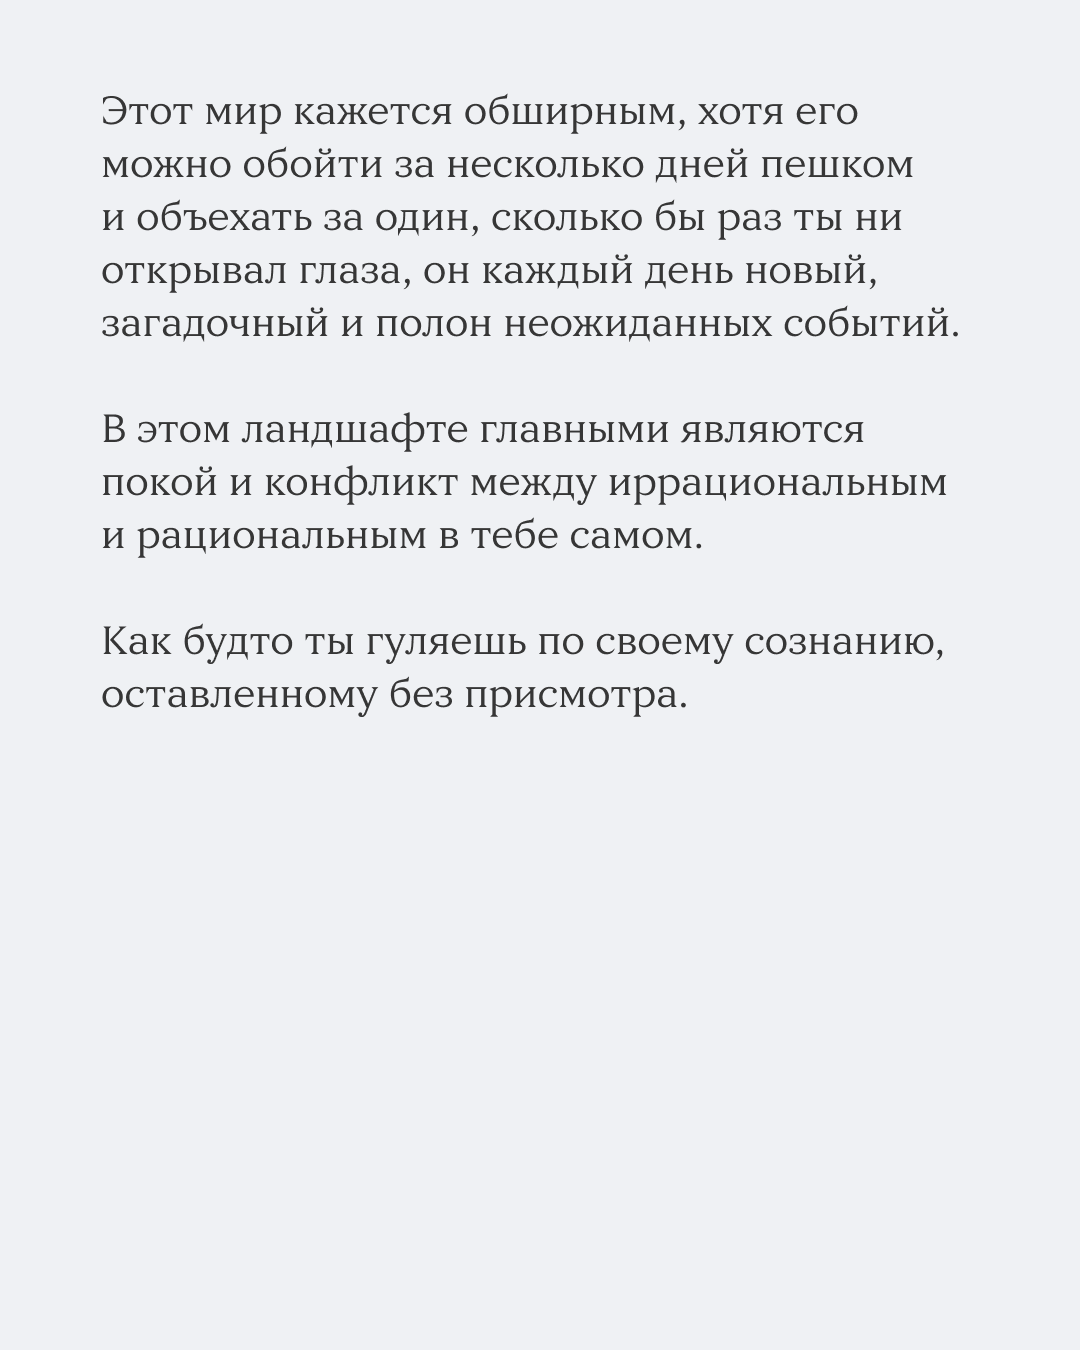 Этот мир кажется обширным, хотя его
можно обойти за несколько дней пешком
и объехать за один, сколько бы раз ты ни
открывал глаза, он каждый день новый,
загадочный и полон неожиданных событий.
В этом ландшафте главными являются
покой и конфликт между иррациональным
и рациональным в тебе самом.
Как будто ты гуляешь по своему сознанию,
оставленному без присмотра.